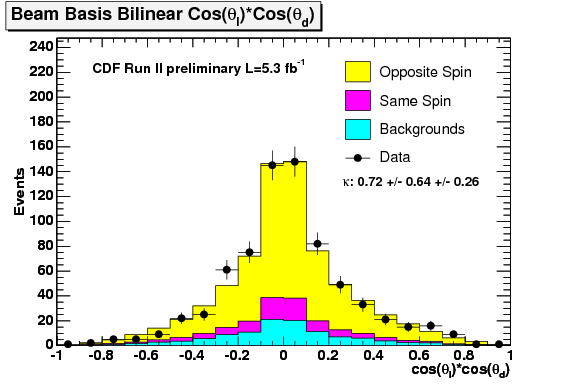 Beam Basis Bilinear Cos(θl)*Cos(θd)
CDF Run II preliminary L=5.3 fb-1
Opposite Spin
Same Spin
Backgrounds
Data
κ: 0.72 +/- 0.64 +/- 0.26
Events
240
220
200
180
160
140
120
100
80
60
40
20
0
-1 -0.8 -0.6 -0.4 -0.2 0 0.2 0.4 0.6 0.8 1
cos(θl)*cos(θd)